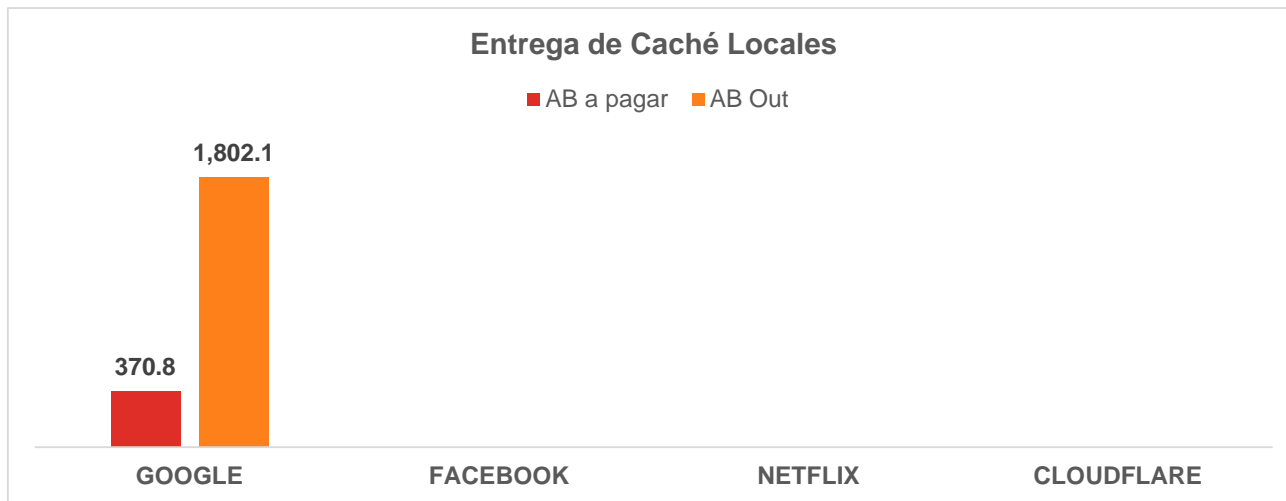 Entrega de Caché Locales
AB a pagar AB Out
1,802.1
370.8
GOOGLE FACEBOOK NETFLIX CLOUDFLARE